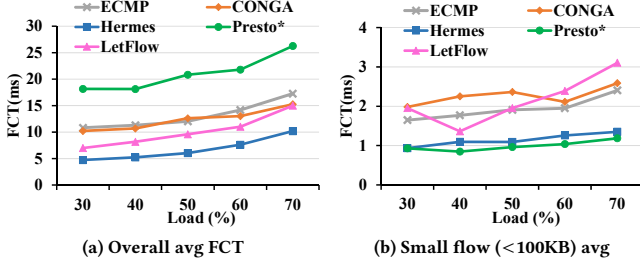 ECMP CONGA
Hermes Presto*
LetFlow
FCT(ms)
30
25
20
15
10
5
0
30 40 50 60 70
Load (%)
(a) Overall avg FCT
ECMP CONGA
Hermes Presto*
LetFlow
FCT(ms)
4
3
2
1
0
30 40 50 60 70
Load (%)
(b) Small flow (<100KB) avg